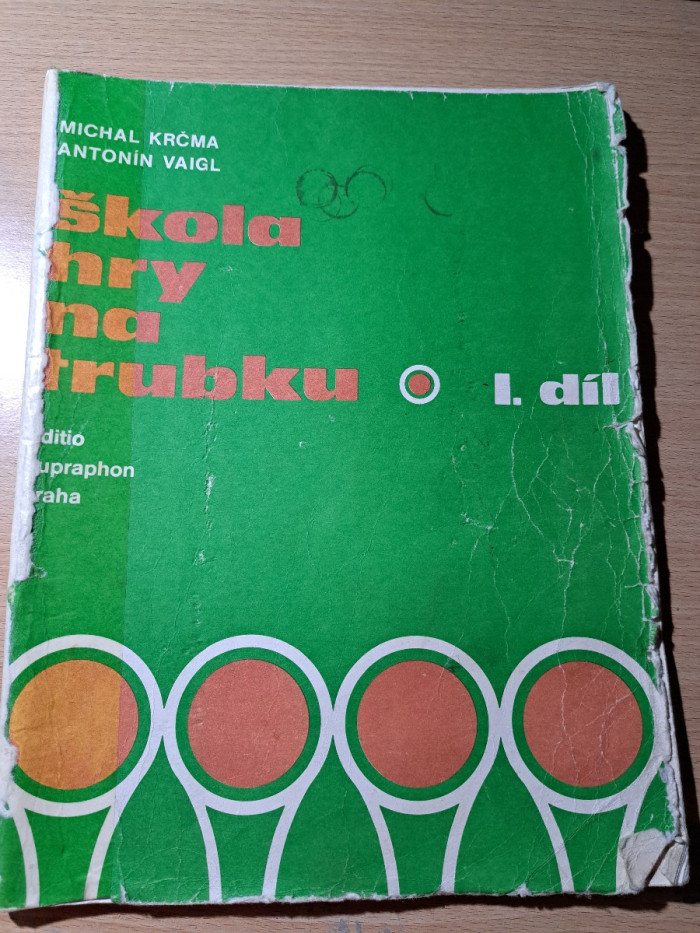 MICHAL KRČMA
ANTONÍN VAIGL
škola
hry
na
trubku
I. díl
ditio
upraphon
raha